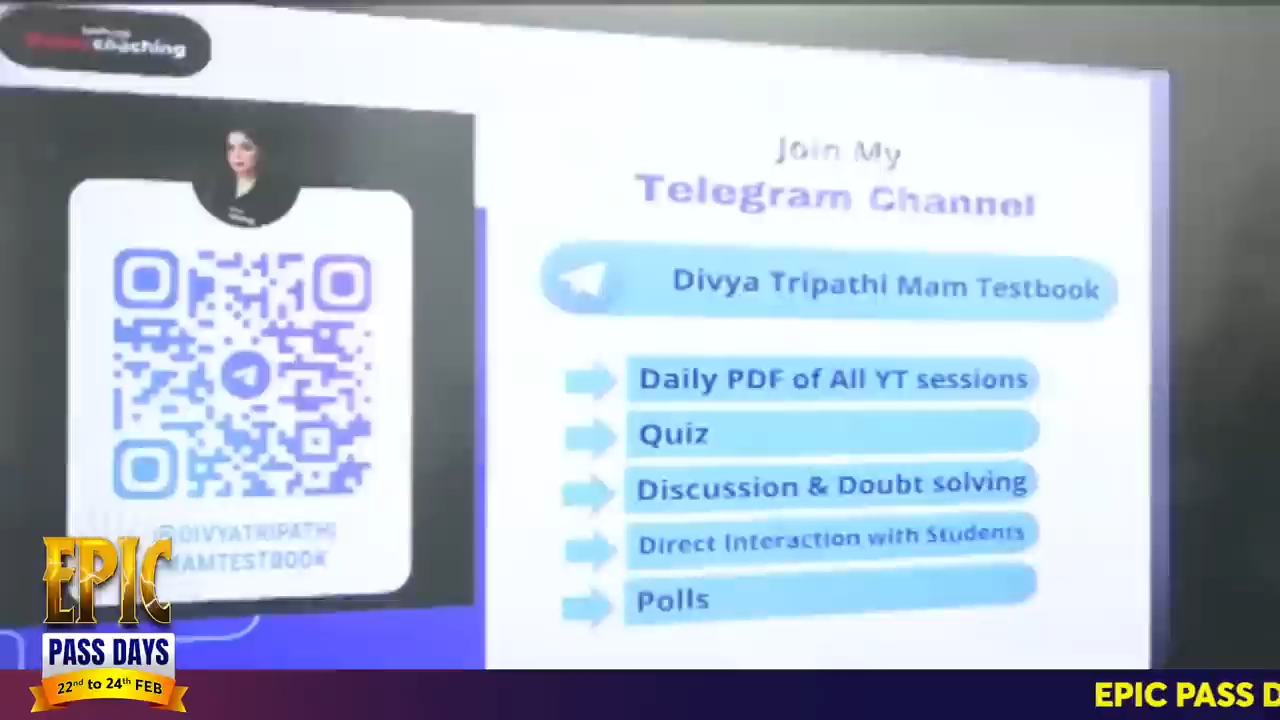 coaching
Join My
Telegram Channel
Divya Tripathi Mam Testbook
Daily PDF of All YT sessions
Quiz
Discussion & Doubt solving
Direct Interaction with Students
Polls
@DIVYATRIPATHI
MAMTESTBOOK
EPIC
PASS DAYS
22nd to 24th FEB
EPIC PASS D